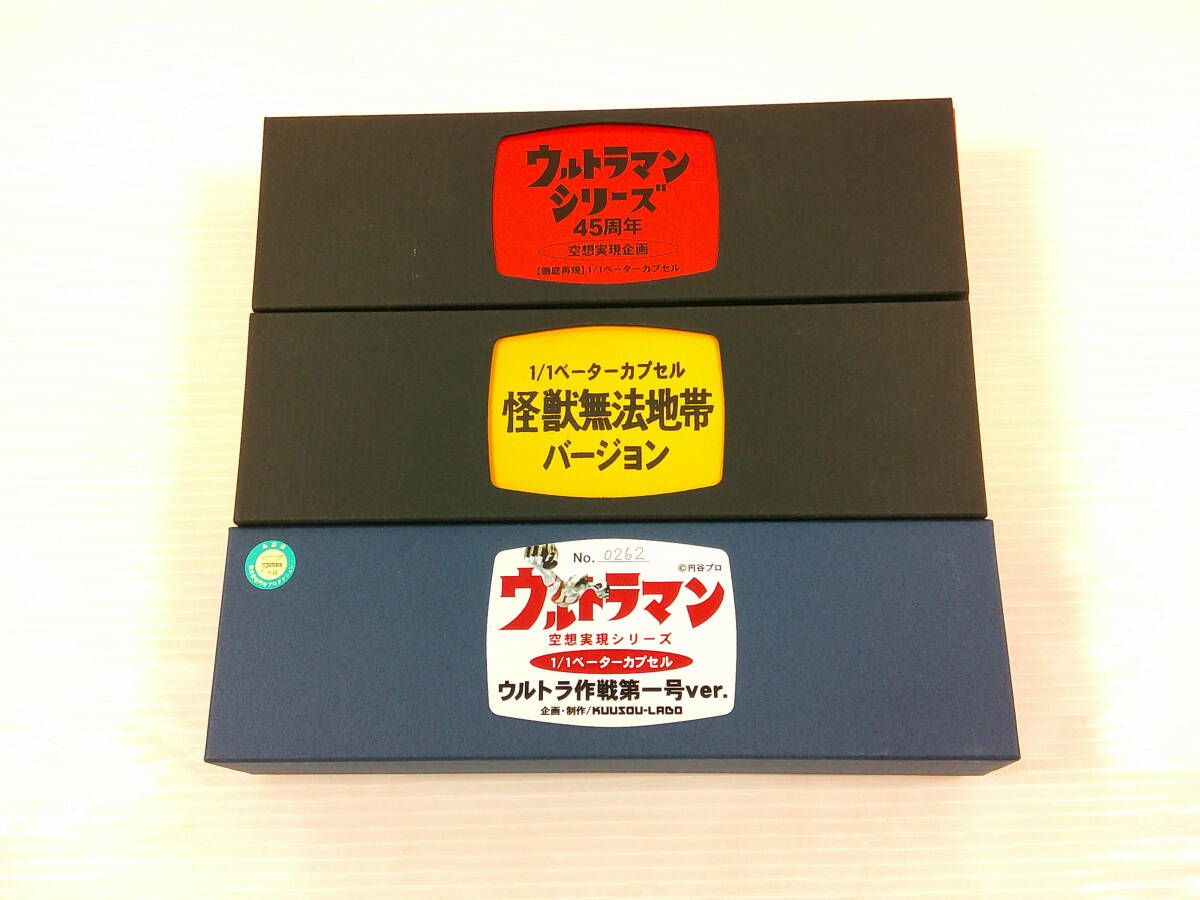 ウルトラマン
シリーズ
45周年
空想実現企画
【徹底再現】1/1ベーターカプセル
1/1ベーターカプセル
怪獣無法地帯
バージョン
No. 0262
©円谷プロ
ウルトラマン
空想実現シリーズ
1/1ベーターカプセル
ウルトラ作戦第一号ver.
企画・制作/KUUSOU-LABO